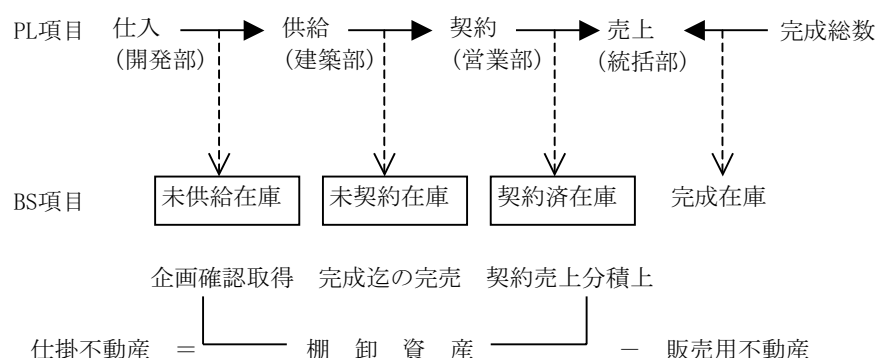 PL項目 仕入 供給 契約 売上 完成総数
(開発部) (建築部) (営業部) (統括部)
BS項目 未供給在庫 未契約在庫 契約済在庫 完成在庫
企画確認取得 完成迄の完売 契約売上分積上
仕掛不動産 = 棚 卸 資 産 − 販売用不動産